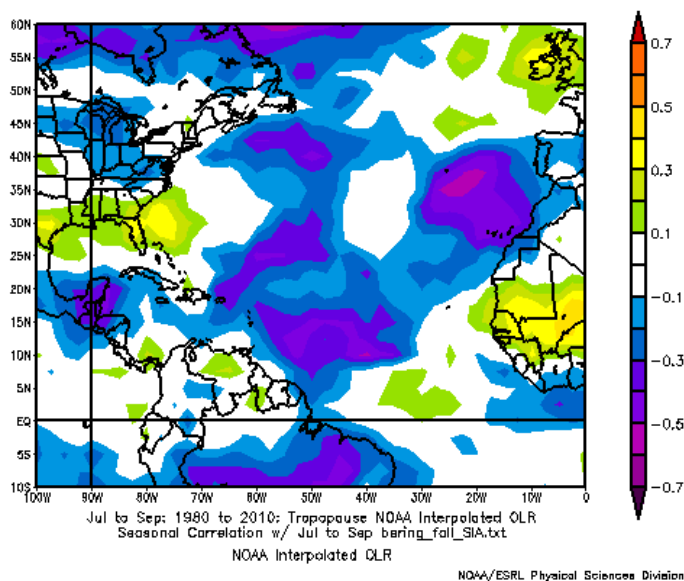 60N
55N
50N
45N
40N
35N
30N
25N
20N
15N
10N
5N
EQ
5S
10S
100W 90W 80W 70W 60W 50W 40W 30W 20W 10W 0
0.7
0.5
0.3
0.1
-0.1
-0.3
-0.5
-0.7
Jul to Sep: 1980 to 2010: Tropopause NOAA Interpolated OLR
Seasonal Correlation w/ Jul to Sep bering_fall_SIA.txt
NOAA Interpolated OLR
NOAA/ESRL Physical Sciences Division